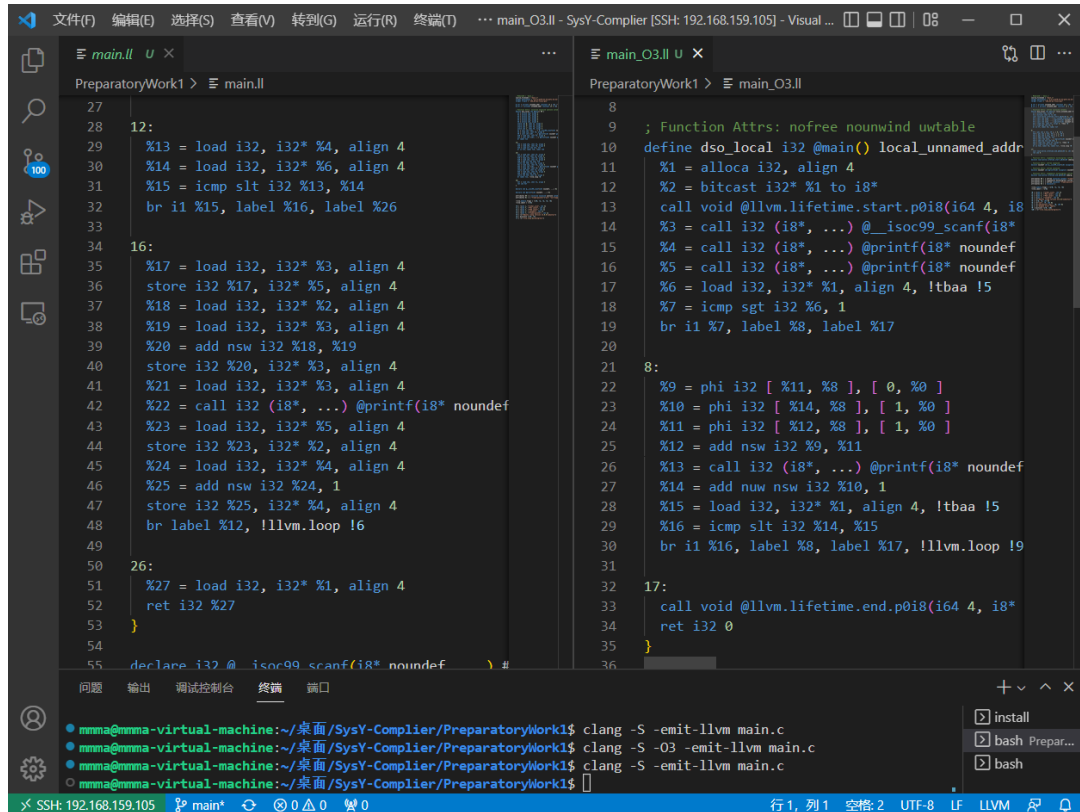 文件(F) 编辑(E) 选择(S) 查看(V) 转到(G) 运行(R) 终端(T) ··· main_O3.ll - SysY-Complier [SSH: 192.168.159.105] - Visual ...
main.ll U
PreparatoryWork1 > main.ll
27
28 12:
29 %13 = load i32, i32* %4, align 4
30 %14 = load i32, i32* %6, align 4
31 %15 = icmp slt i32 %13, %14
32 br i1 %15, label %16, label %26
33
34 16:
35 %17 = load i32, i32* %3, align 4
36 store i32 %17, i32* %5, align 4
37 %18 = load i32, i32* %2, align 4
38 %19 = load i32, i32* %3, align 4
39 %20 = add nsw i32 %18, %19
40 store i32 %20, i32* %3, align 4
41 %21 = load i32, i32* %3, align 4
42 %22 = call i32 (i8*, ...) @printf(i8* noundef
43 %23 = load i32, i32* %5, align 4
44 store i32 %23, i32* %2, align 4
45 %24 = load i32, i32* %4, align 4
46 %25 = add nsw i32 %24, 1
47 store i32 %25, i32* %4, align 4
48 br label %12, !llvm.loop !6
49
50 26:
51 %27 = load i32, i32* %1, align 4
52 ret i32 %27
53 }
54
55 declare i32 @__isoc99_scanf(i8* noundef, ...) #
main_O3.ll U
PreparatoryWork1 > main_O3.ll
8
9 ; Function Attrs: nofree nounwind uwtable
10 define dso_local i32 @main() local_unnamed_addr
11 %1 = alloca i32, align 4
12 %2 = bitcast i32* %1 to i8*
13 call void @llvm.lifetime.start.p0i8(i64 4, i8
14 %3 = call i32 (i8*, ...) @__isoc99_scanf(i8*
15 %4 = call i32 (i8*, ...) @printf(i8* noundef
16 %5 = call i32 (i8*, ...) @printf(i8* noundef
17 %6 = load i32, i32* %1, align 4, !tbaa !5
18 %7 = icmp sgt i32 %6, 1
19 br i1 %7, label %8, label %17
20
21 8:
22 %9 = phi i32 [ %11, %8 ], [ 0, %0 ]
23 %10 = phi i32 [ %14, %8 ], [ 1, %0 ]
24 %11 = phi i32 [ %12, %8 ], [ 1, %0 ]
25 %12 = add nsw i32 %9, %11
26 %13 = call i32 (i8*, ...) @printf(i8* noundef
27 %14 = add nuw nsw i32 %10, 1
28 %15 = load i32, i32* %1, align 4, !tbaa !5
29 %16 = icmp slt i32 %14, %15
30 br i1 %16, label %8, label %17, !llvm.loop !9
31
32 17:
33 call void @llvm.lifetime.end.p0i8(i64 4, i8*
34 ret i32 0
35 }
36
100
问题 输出 调试控制台 终端 端口
mmma@mmma-virtual-machine:~/桌面/SysY-Complier/PreparatoryWork1$ clang -S -emit-llvm main.c
mmma@mmma-virtual-machine:~/桌面/SysY-Complier/PreparatoryWork1$ clang -S -O3 -emit-llvm main.c
mmma@mmma-virtual-machine:~/桌面/SysY-Complier/PreparatoryWork1$ clang -S -emit-llvm main.c
mmma@mmma-virtual-machine:~/桌面/SysY-Complier/PreparatoryWork1$
install
bash Prepar...
bash
SSH: 192.168.159.105 main* 0 0 0 行 1, 列 1 空格: 2 UTF-8 LF LLVM